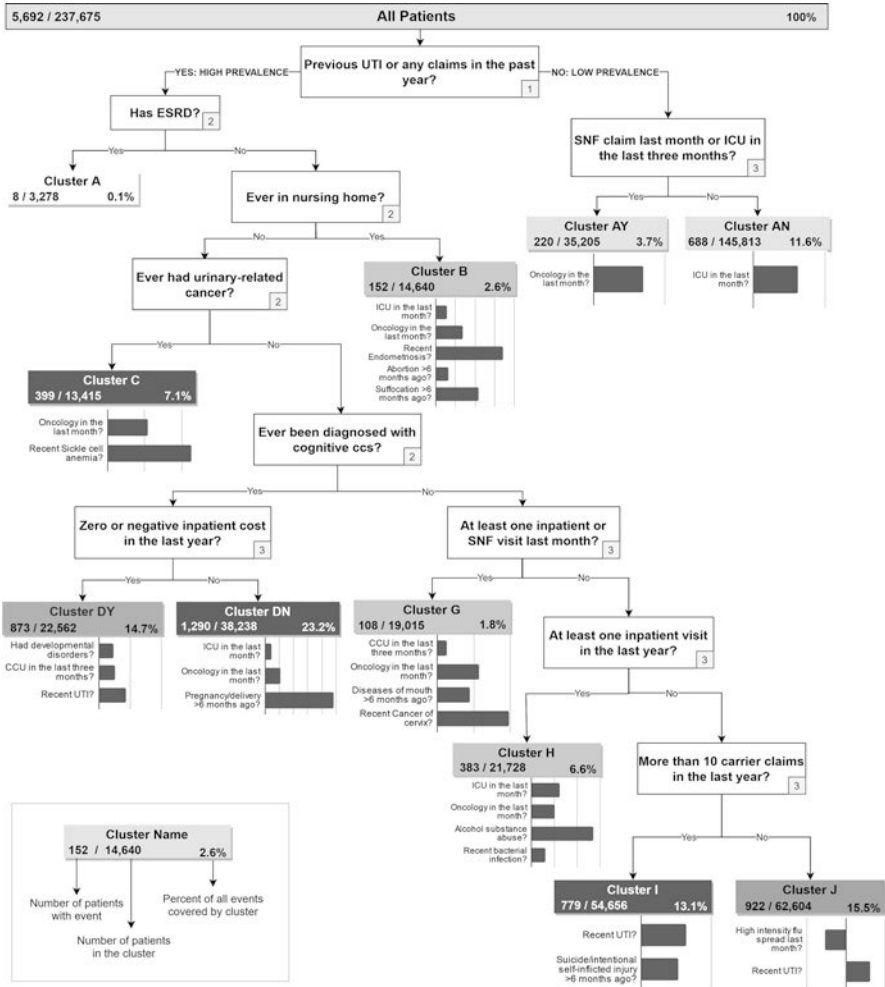 5,692 / 237,675 All Patients 100%
Previous UTI or any claims in the past
year?
1
YES: HIGH PREVALENCE
NO: LOW PREVALENCE
Has ESRD?
2
SNF claim last month or ICU in
the last three months?
3
Yes No
Yes No
Cluster A
8 / 3,278 0.1%
Ever in nursing home?
2
Cluster AY
220 / 35,205 3.7%
Oncology in the
last month?
Cluster AN
688 / 145,813 11.6%
ICU in the last
month?
No Yes
Ever had urinary-related
cancer?
2
Cluster B
152 / 14,640 2.6%
ICU in the last
month?
Oncology in the
last month?
Recent
Endometriosis?
Abortion >6
months ago?
Suffocation >6
months ago?
Yes No
Cluster C
399 / 13,415 7.1%
Oncology in the
last month?
Recent Sickle cell
anemia?
Ever been diagnosed with
cognitive ccs?
2
Yes No
Zero or negative inpatient cost
in the last year?
3
At least one inpatient or
SNF visit last month?
3
Yes No
Yes No
Cluster DY
873 / 22,562 14.7%
Had developmental
disorders?
CCU in the last three
months?
Recent UTI?
Cluster DN
1,290 / 38,238 23.2%
ICU in the last
month?
Oncology in the last
month?
Pregnancy/delivery
>6 months ago?
Cluster G
108 / 19,015 1.8%
CCU in the last
three months?
Oncology in the
last month?
Diseases of mouth
>6 months ago?
Recent Cancer of
cervix?
At least one inpatient visit
in the last year?
3
Yes No
Cluster H
383 / 21,728 6.6%
ICU in the last
month?
Oncology in the last
month?
Alcohol substance
abuse?
Recent bacterial
infection?
More than 10 carrier claims
in the last year?
3
Yes No
Cluster I
779 / 54,656 13.1%
Recent UTI?
Suicide/intentional
self-inflicted injury
>6 months ago?
Cluster J
922 / 62,604 15.5%
High intensity flu
spread last
month?
Recent UTI?
Cluster Name
152 / 14,640 2.6%
Number of patients
with event
Percent of all events
covered by cluster
Number of patients
in the cluster